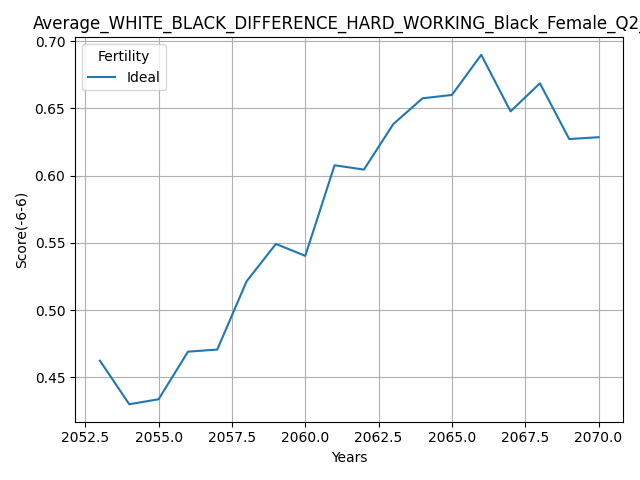 Average_WHITE_BLACK_DIFFERENCE_HARD_WORKING_Black_Female_Q2_
Fertility
Ideal
0.70
0.65
0.60
0.55
0.50
0.45
Score(-6-6)
2052.5 2055.0 2057.5 2060.0 2062.5 2065.0 2067.5 2070.0
Years